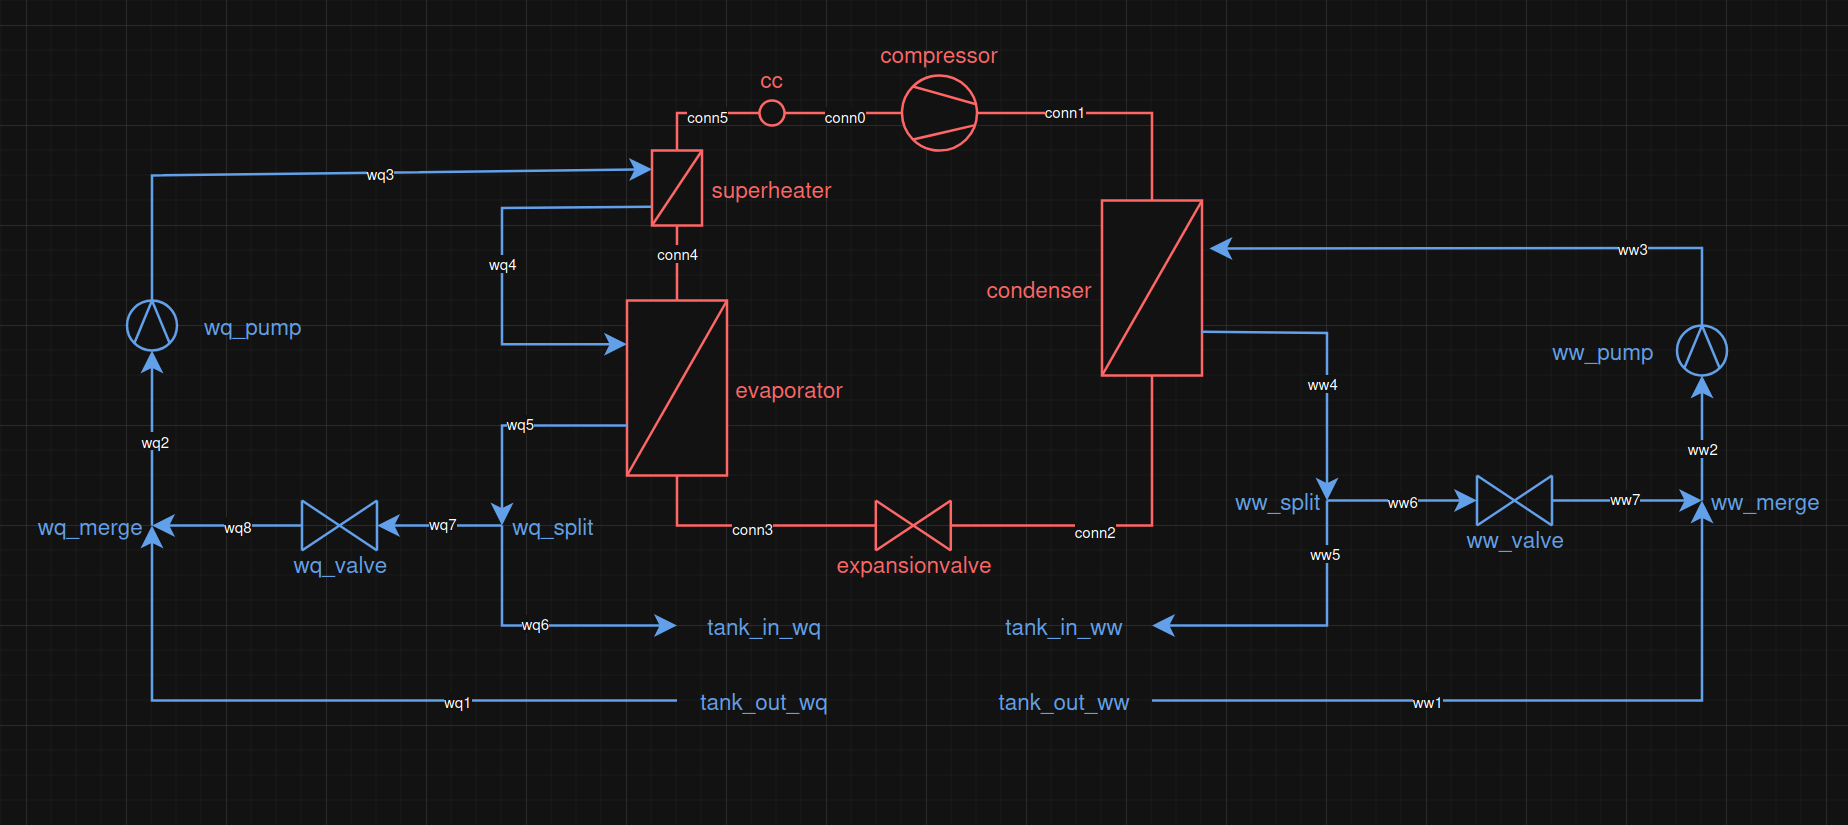 compressor
cc
conn5
conn0
conn1
wq3
superheater
ww3
conn4
wq4
condenser
wq_pump
ww_pump
ww4
evaporator
wq5
wq2
ww2
ww_split
ww6
ww7
ww_merge
wq_merge
wq8
wq7
wq_split
conn3
conn2
ww_valve
ww5
wq_valve
expansionvalve
wq6
tank_in_wq
tank_in_ww
wq1
tank_out_wq
tank_out_ww
ww1